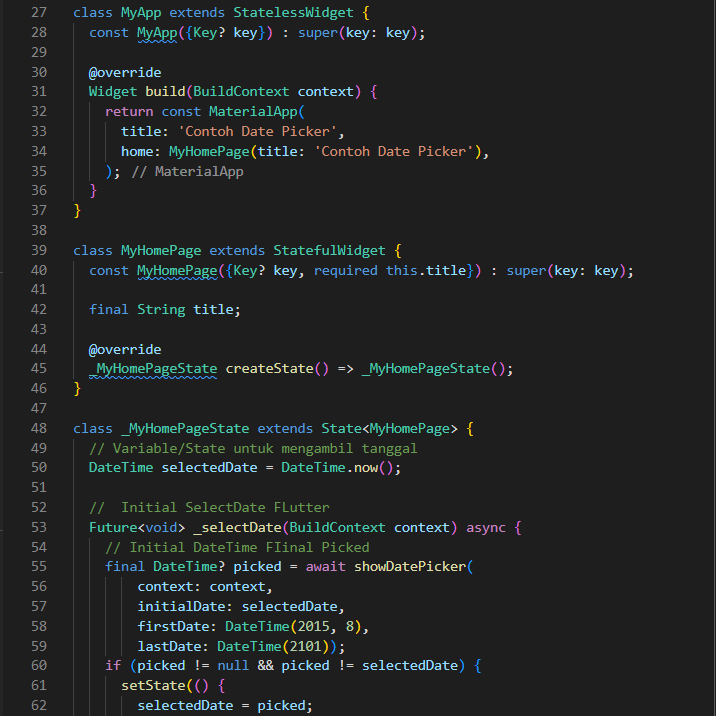 27 class MyApp extends StatelessWidget {
28 const MyApp({Key? key}) : super(key: key);
29
30 @override
31 Widget build(BuildContext context) {
32 return const MaterialApp(
33 title: 'Contoh Date Picker',
34 home: MyHomePage(title: 'Contoh Date Picker'),
35 ); // MaterialApp
36 }
37 }
38
39 class MyHomePage extends StatefulWidget {
40 const MyHomePage({Key? key, required this.title}) : super(key: key);
41
42 final String title;
43
44 @override
45 _MyHomePageState createState() => _MyHomePageState();
46 }
47
48 class _MyHomePageState extends State<MyHomePage> {
49 // Variable/State untuk mengambil tanggal
50 DateTime selectedDate = DateTime.now();
51
52 //  Initial SelectDate FLutter
53 Future<void> _selectDate(BuildContext context) async {
54 // Initial DateTime FIinal Picked
55 final DateTime? picked = await showDatePicker(
56 context: context,
57 initialDate: selectedDate,
58 firstDate: DateTime(2015, 8),
59 lastDate: DateTime(2101));
60 if (picked != null && picked != selectedDate) {
61 setState(() {
62 selectedDate = picked;